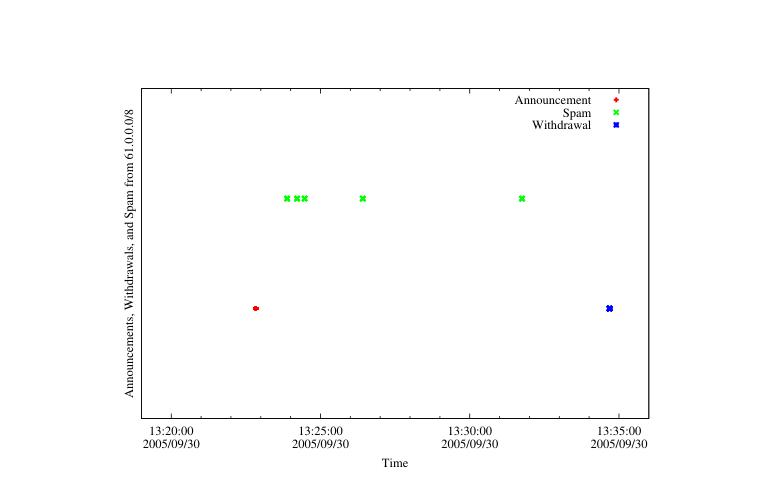 Announcement
Spam
Withdrawal
Announcements, Withdrawals, and Spam from 61.0.0.0/8
13:20:00 13:25:00 13:30:00 13:35:00
2005/09/30 2005/09/30 2005/09/30 2005/09/30
Time